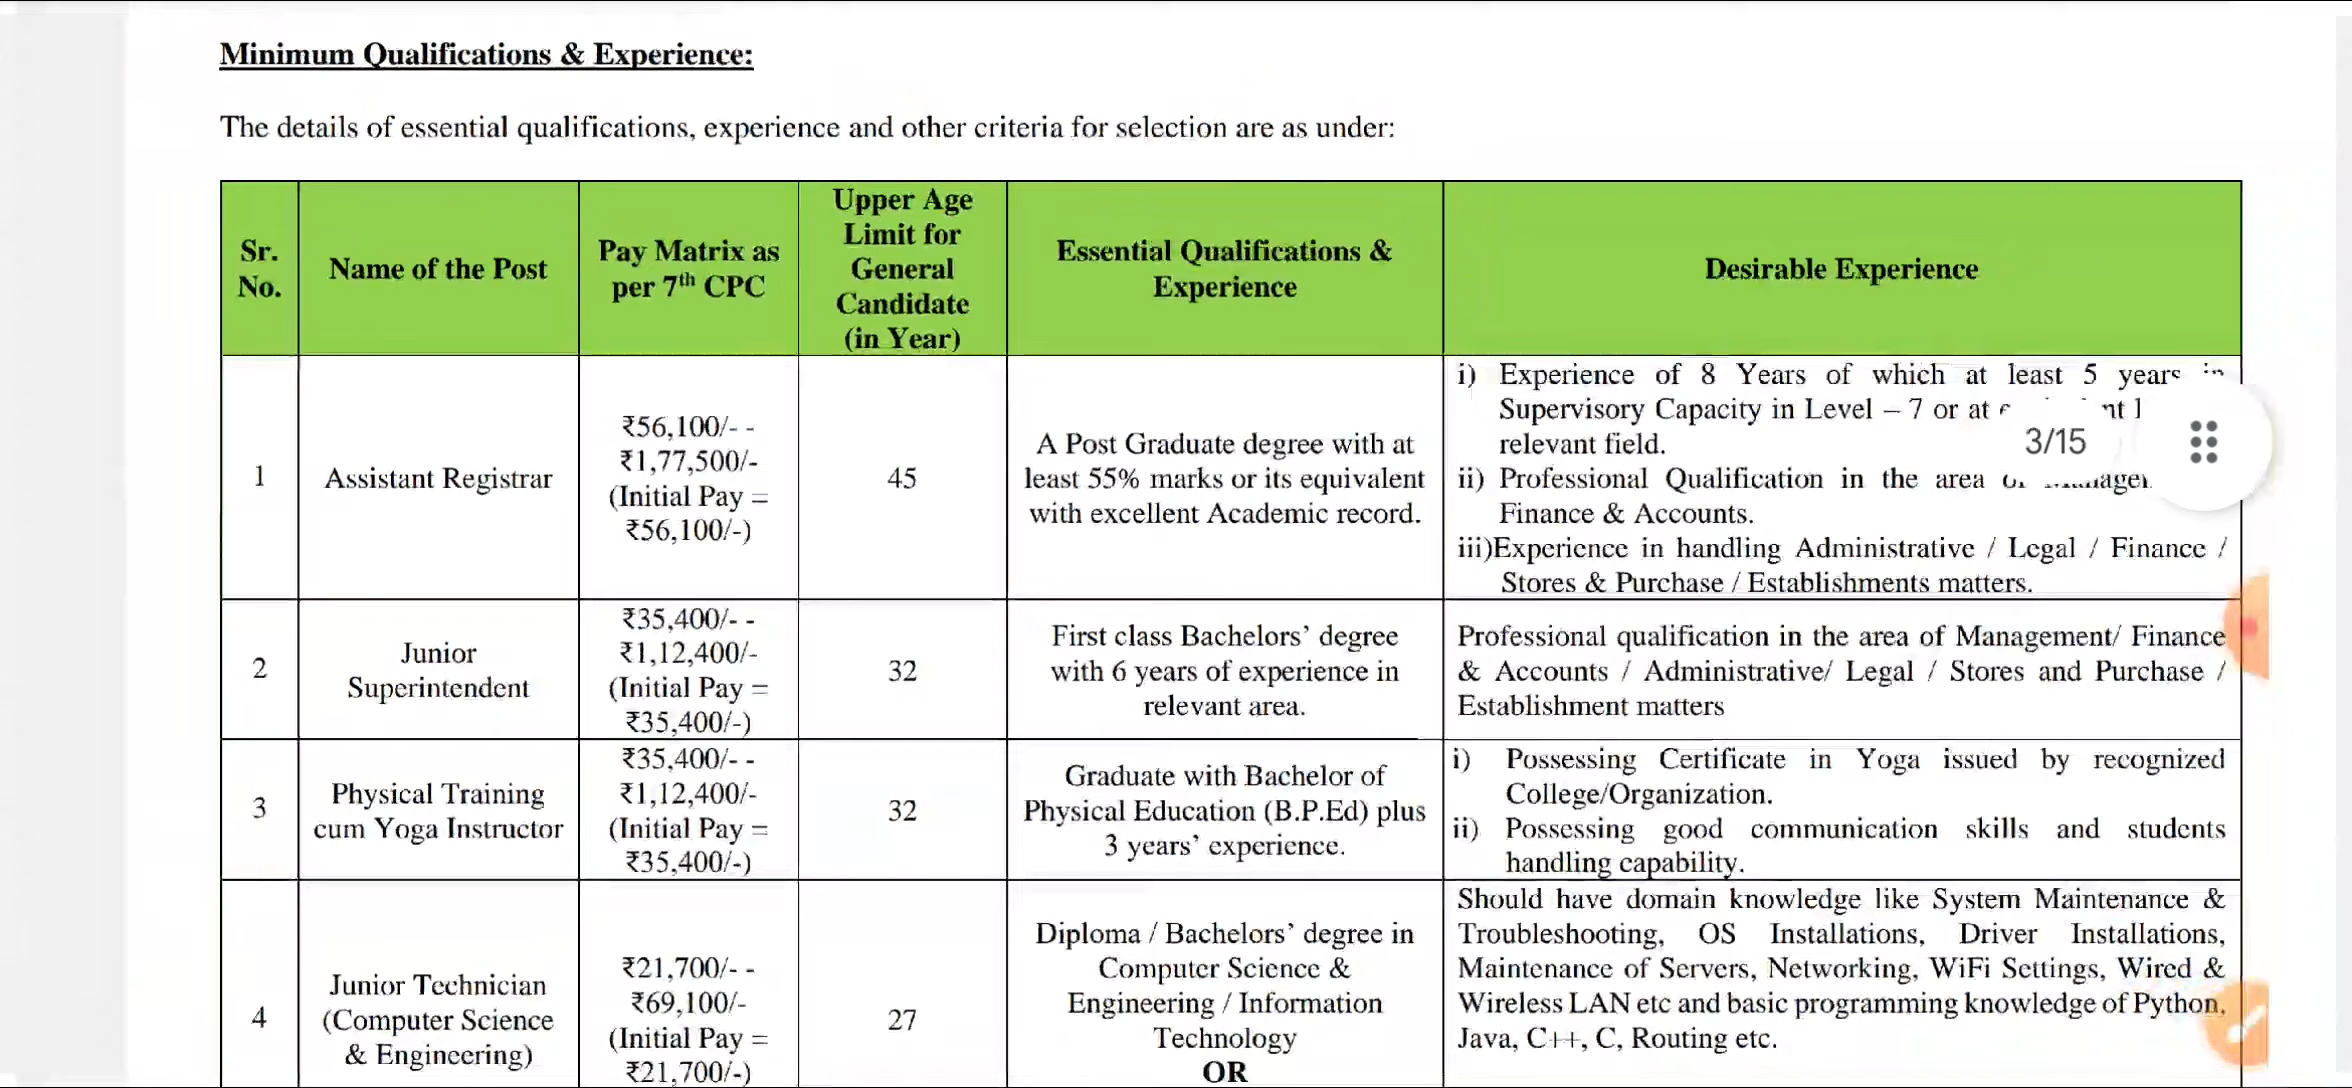 Minimum Qualifications & Experience:
The details of essential qualifications, experience and other criteria for selection are as under:
Sr.
No.
Name of the Post
Pay Matrix as
per 7th CPC
Upper Age
Limit for
General
Candidate
(in Year)
Essential Qualifications &
Experience
Desirable Experience
1
Assistant Registrar
₹56,100/- -
₹1,77,500/-
(Initial Pay =
₹56,100/-)
45
A Post Graduate degree with at
least 55% marks or its equivalent
with excellent Academic record.
i) Experience of 8 Years of which at least 5 years in
Supervisory Capacity in Level – 7 or at
relevant field.
3/15
ii) Professional Qualification in the area
Finance & Accounts.
iii)Experience in handling Administrative / Legal / Finance /
Stores & Purchase / Establishments matters.
2
Junior
Superintendent
₹35,400/- -
₹1,12,400/-
(Initial Pay =
₹35,400/-)
32
First class Bachelors’ degree
with 6 years of experience in
relevant area.
Professional qualification in the area of Management/ Finance
& Accounts / Administrative/ Legal / Stores and Purchase /
Establishment matters
3
Physical Training
cum Yoga Instructor
₹35,400/- -
₹1,12,400/-
(Initial Pay =
₹35,400/-)
32
Graduate with Bachelor of
Physical Education (B.P.Ed) plus
3 years’ experience.
i) Possessing Certificate in Yoga issued by recognized
College/Organization.
ii) Possessing good communication skills and students
handling capability.
4
Junior Technician
(Computer Science
& Engineering)
₹21,700/- -
₹69,100/-
(Initial Pay =
₹21,700/-)
27
Diploma / Bachelors’ degree in
Computer Science &
Engineering / Information
Technology
OR
Should have domain knowledge like System Maintenance &
Troubleshooting, OS Installations, Driver Installations,
Maintenance of Servers, Networking, WiFi Settings, Wired &
Wireless LAN etc and basic programming knowledge of Python,
Java, C++, C, Routing etc.